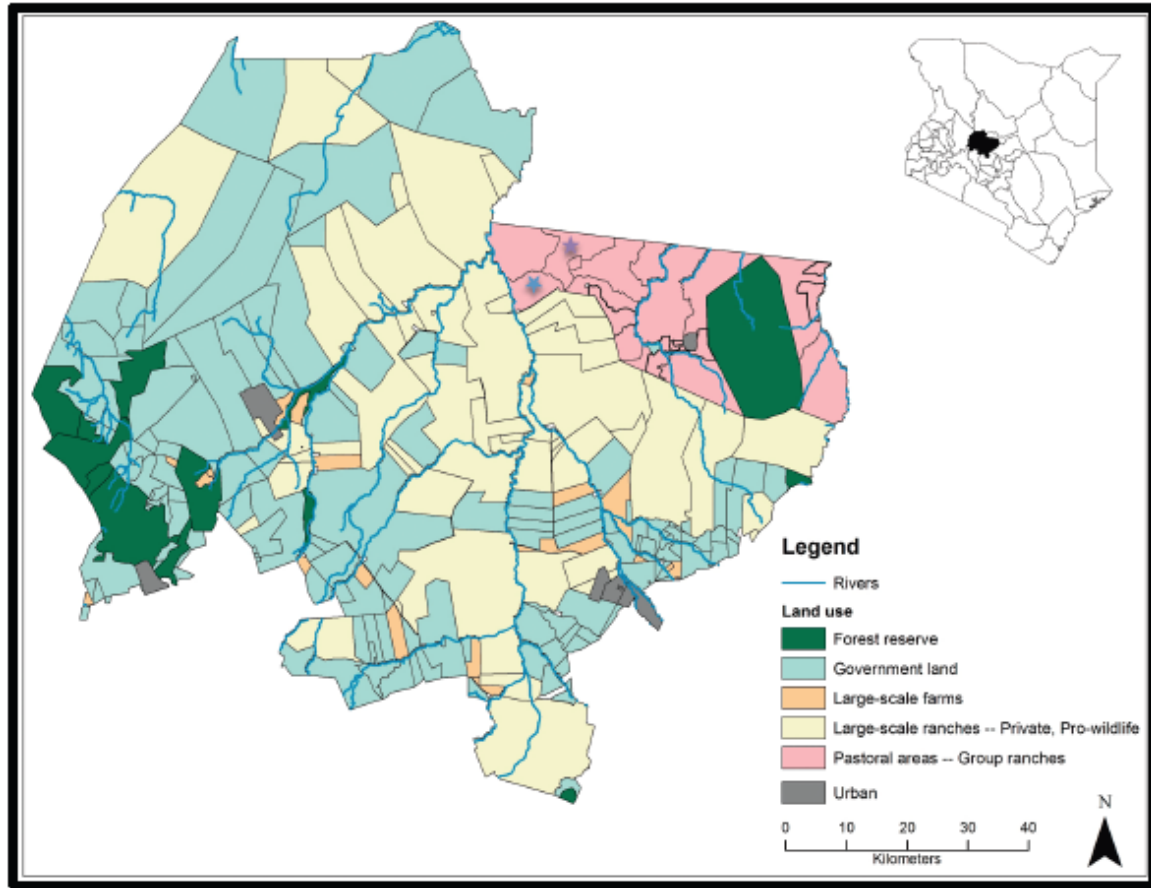 Legend
Rivers
Land use
Forest reserve
Government land
Large-scale farms
Large-scale ranches -- Private, Pro-wildlife
Pastoral areas -- Group ranches
Urban
N
0 10 20 30 40
Kilometers